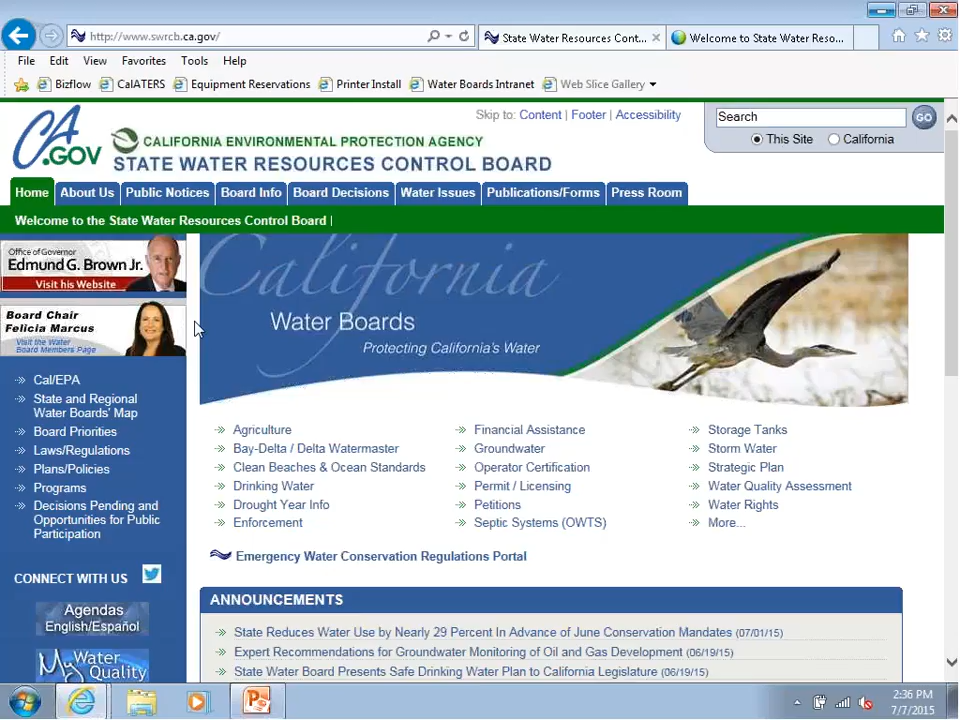 http://www.swrcb.ca.gov/
State Water Resources Cont...
Welcome to State Water Reso...
File Edit View Favorites Tools Help
Bizflow CalATERS Equipment Reservations Printer Install Water Boards Intranet Web Slice Gallery
CA.GOV
CALIFORNIA ENVIRONMENTAL PROTECTION AGENCY
STATE WATER RESOURCES CONTROL BOARD
Skip to: Content | Footer | Accessibility
Search GO
This Site California
Home About Us Public Notices Board Info Board Decisions Water Issues Publications/Forms Press Room
Welcome to the State Water Resources Control Board |
Office of Governor
Edmund G. Brown Jr.
Visit his Website
Board Chair
Felicia Marcus
Visit the Water
Board Members Page
Cal/EPA
State and Regional
Water Boards' Map
Board Priorities
Laws/Regulations
Plans/Policies
Programs
Decisions Pending and
Opportunities for Public
Participation
CONNECT WITH US
Agendas
English/Español
My Water
Quality
California
Water Boards
Protecting California's Water
Agriculture
Bay-Delta / Delta Watermaster
Clean Beaches & Ocean Standards
Drinking Water
Drought Year Info
Enforcement
Financial Assistance
Groundwater
Operator Certification
Permit / Licensing
Petitions
Septic Systems (OWTS)
Storage Tanks
Storm Water
Strategic Plan
Water Quality Assessment
Water Rights
More...
Emergency Water Conservation Regulations Portal
ANNOUNCEMENTS
State Reduces Water Use by Nearly 29 Percent In Advance of June Conservation Mandates (07/01/15)
Expert Recommendations for Groundwater Monitoring of Oil and Gas Development (06/19/15)
State Water Board Presents Safe Drinking Water Plan to California Legislature (06/19/15)
2:36 PM
7/7/2015